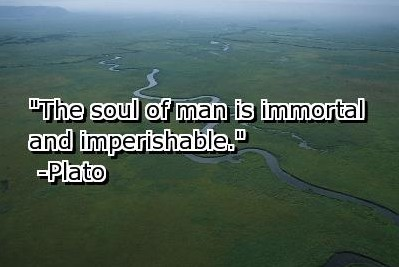 "The soul of man is immortal
and imperishable."
-Plato